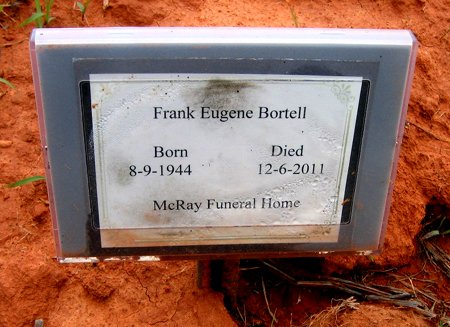 Frank Eugene Bortell
Born Died
8-9-1944 12-6-2011
McRay Funeral Home